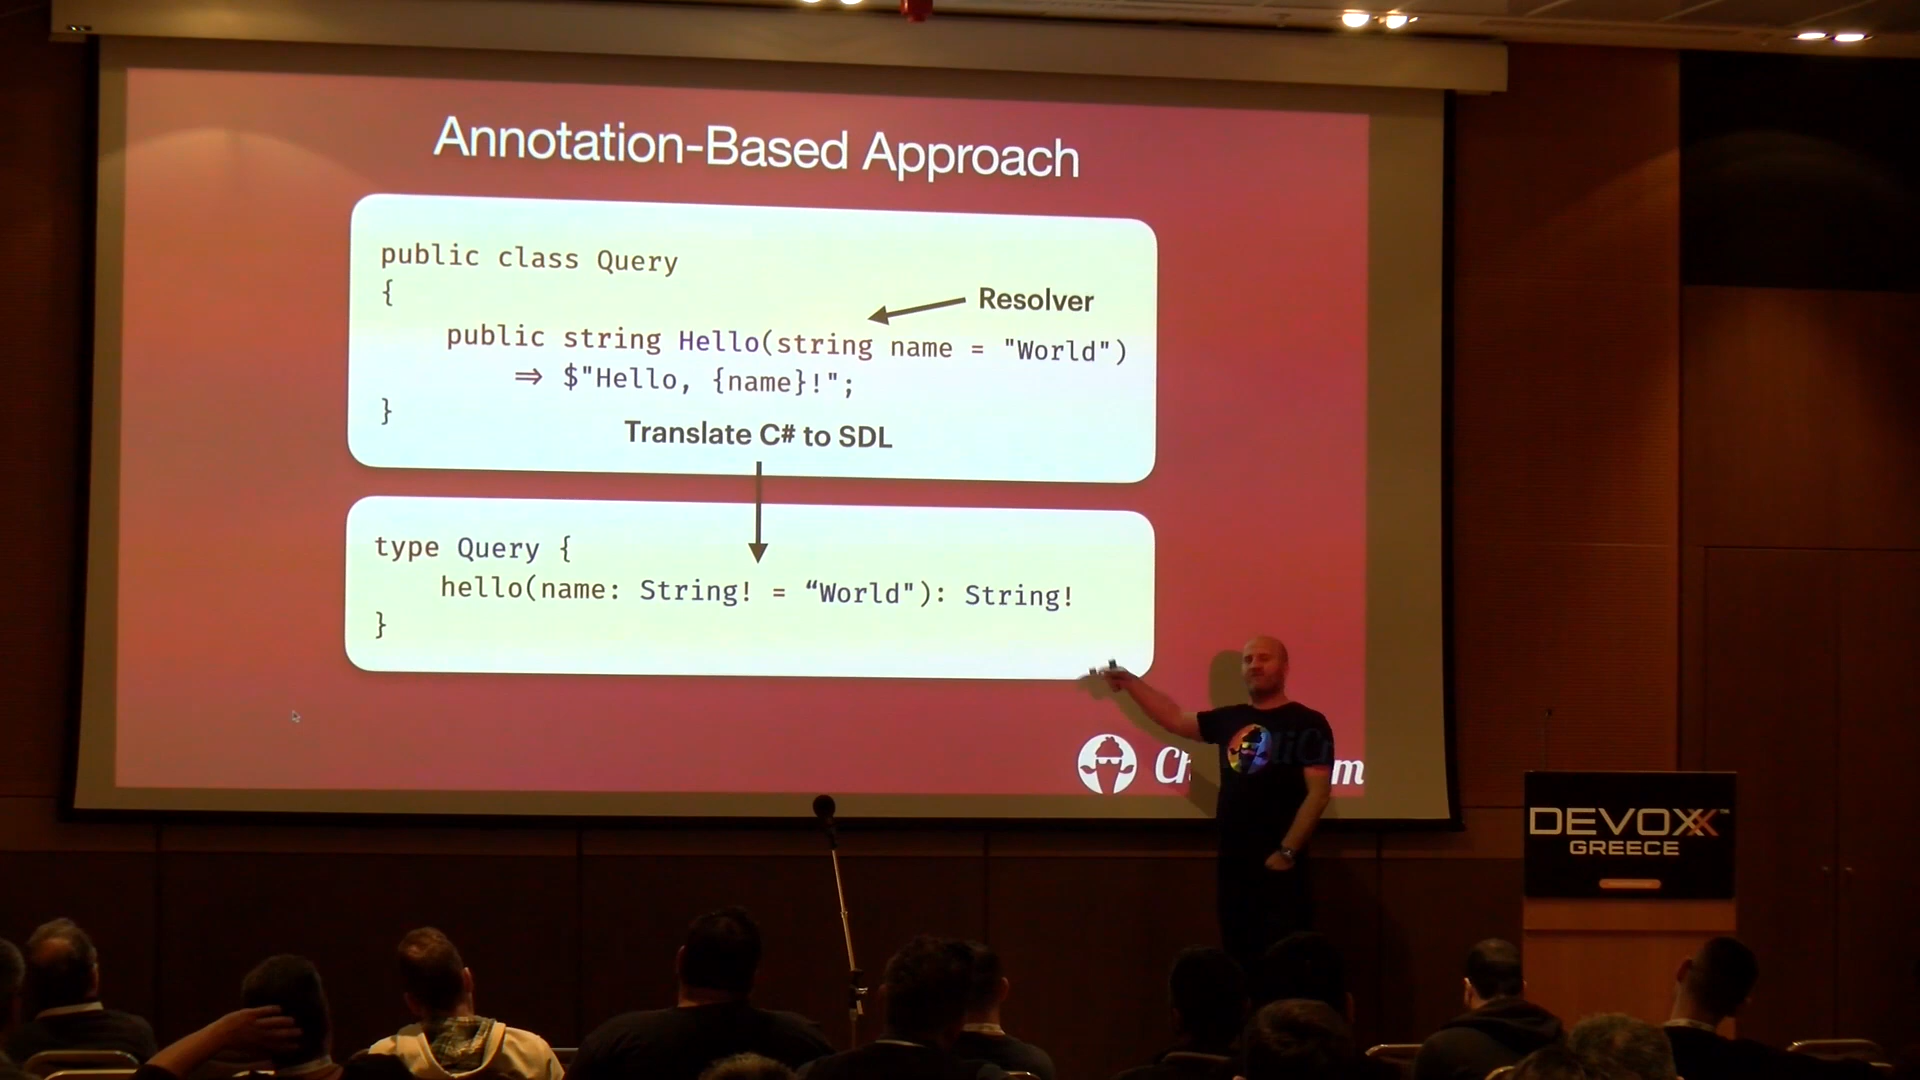 Annotation-Based Approach
public class Query
{
Resolver
public string Hello(string name = "World")
=> $"Hello, {name}!";
}
Translate C# to SDL
type Query {
hello(name: String! = “World"): String!
}
DEVOXX™
GREECE